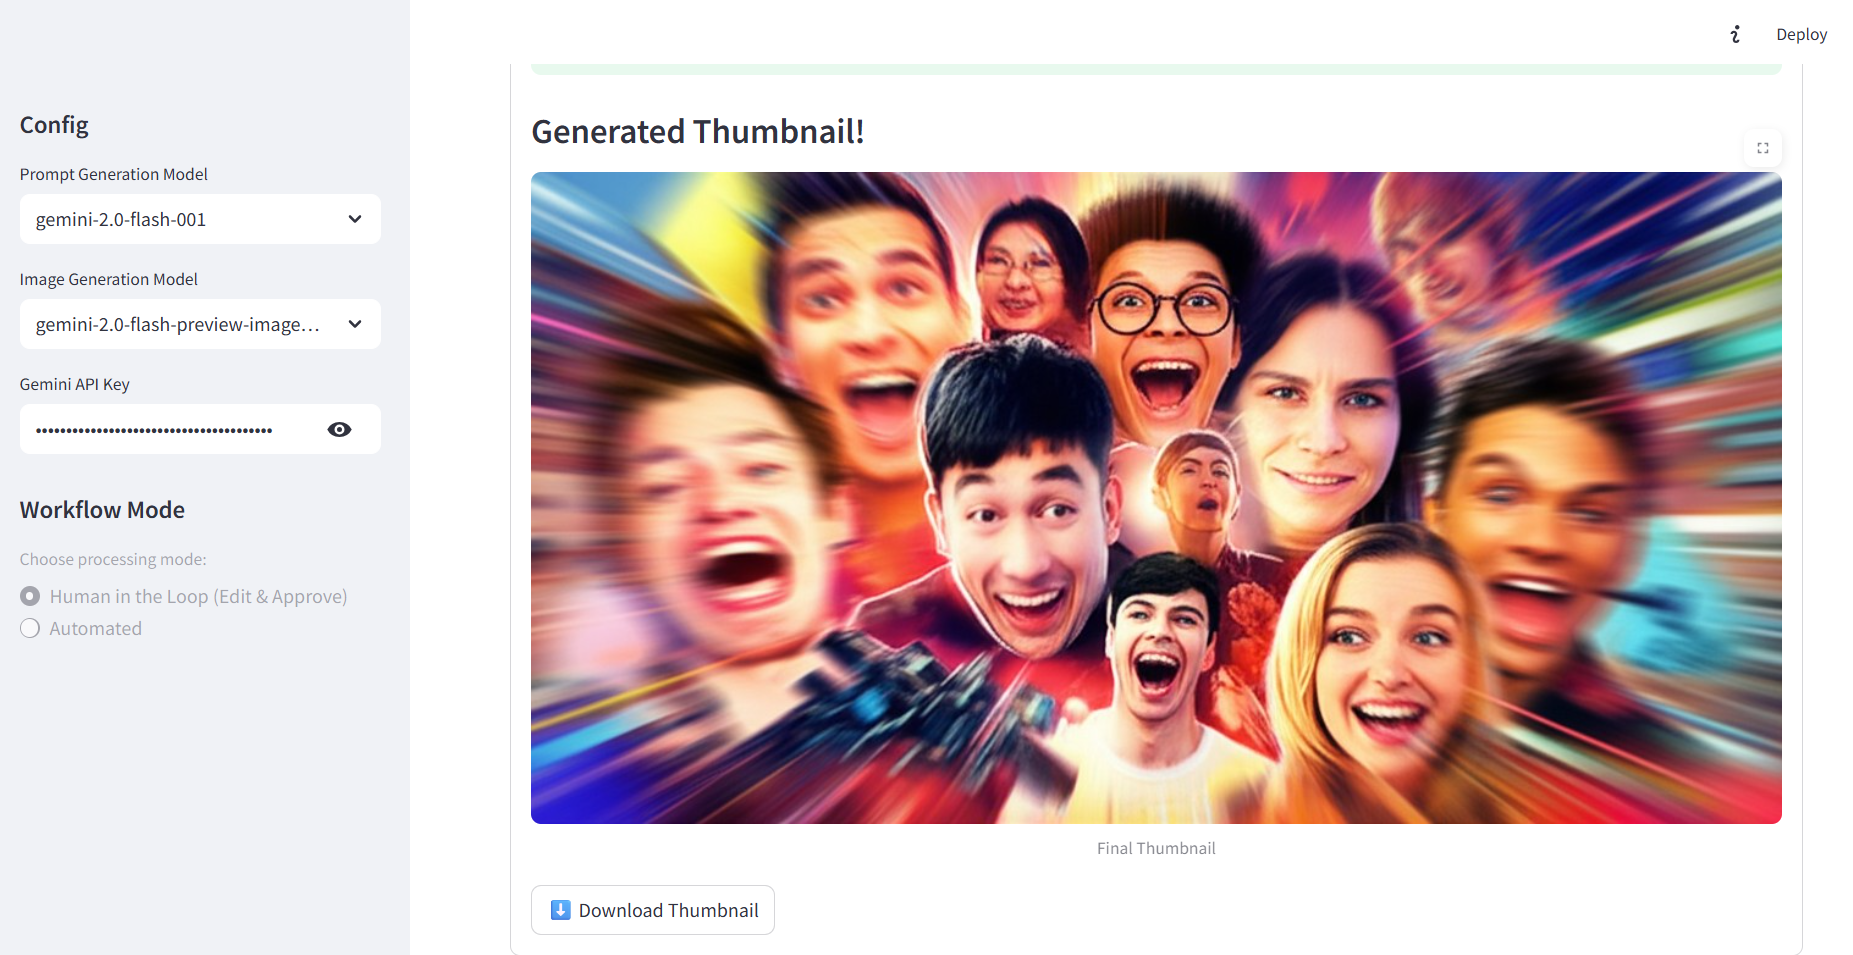 Deploy
Config
Prompt Generation Model
gemini-2.0-flash-001
Image Generation Model
gemini-2.0-flash-preview-image...
Gemini API Key
••••••••••••••••••••••••••••••••••••••
Workflow Mode
Choose processing mode:
Human in the Loop (Edit & Approve)
Automated
Generated Thumbnail!
Final Thumbnail
Download Thumbnail